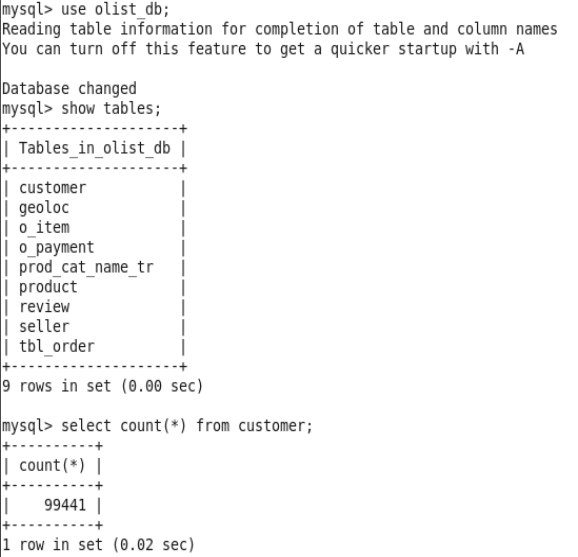 mysql> use olist_db;
Reading table information for completion of table and column names
You can turn off this feature to get a quicker startup with -A

Database changed
mysql> show tables;
+--------------------+
| Tables_in_olist_db |
+--------------------+
| customer           |
| geoloc             |
| o_item             |
| o_payment          |
| prod_cat_name_tr   |
| product            |
| review             |
| seller             |
| tbl_order          |
+--------------------+
9 rows in set (0.00 sec)

mysql> select count(*) from customer;
+----------+
| count(*) |
+----------+
|    99441 |
+----------+
1 row in set (0.02 sec)